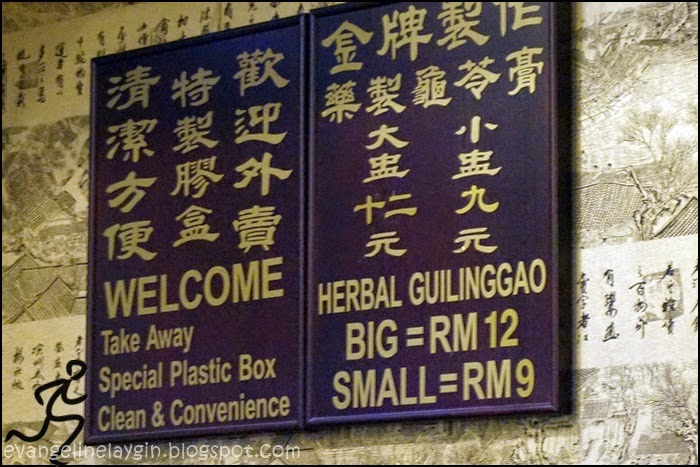 歡迎外賣
特製膠盒
清潔方便
WELCOME
Take Away
Special Plastic Box
Clean & Convenience
金牌製作
藥製龜苓膏
大盅十二元
小盅九元
HERBAL GUILINGGAO
BIG = RM 12
SMALL = RM 9
evangelinelaygin.blogspot.com